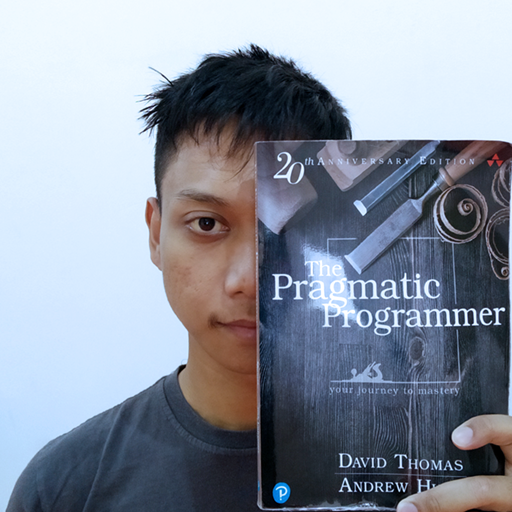 20th ANNIVERSARY EDITION
The
Pragmatic
Programmer
your journey to mastery
DAVID THOMAS
ANDREW
P